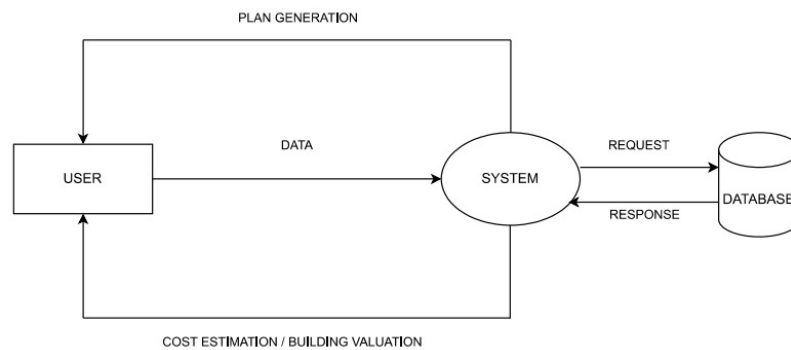 PLAN GENERATION
DATA
REQUEST
USER
SYSTEM
DATABASE
RESPONSE
COST ESTIMATION / BUILDING VALUATION